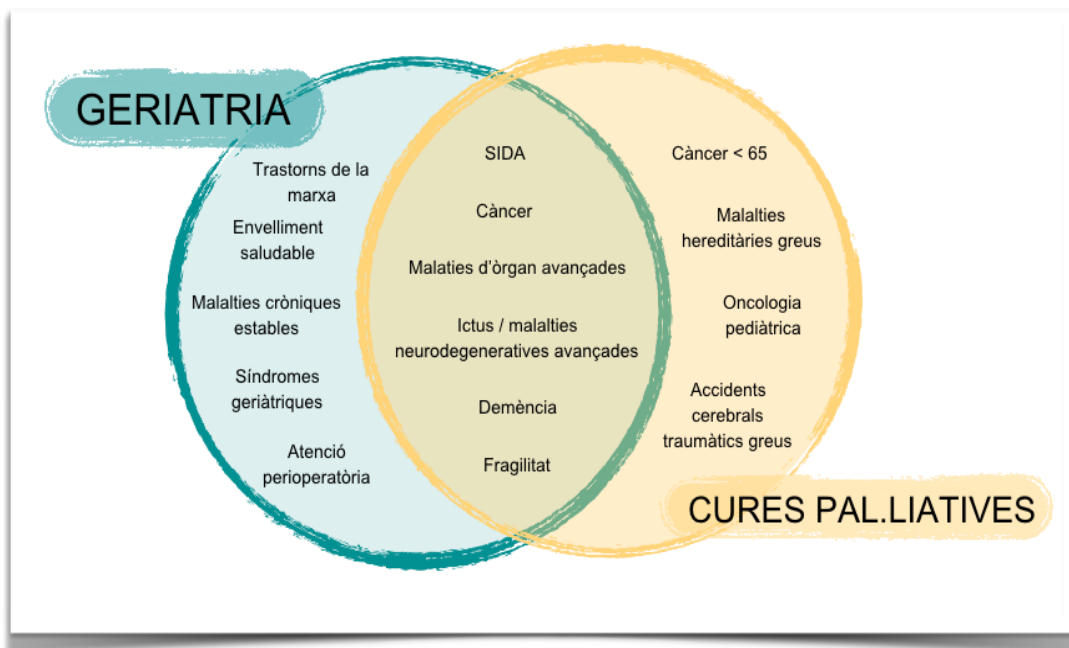 GERIATRIA
Trastorns de la
marxa
Envelliment
saludable
Malalties cròniques
estables
Síndromes
geriàtriques
Atenció
perioperatòria
SIDA
Càncer
Malaties d’òrgan avançades
Ictus / malalties
neurodegeneratives avançades
Demència
Fragilitat
Càncer < 65
Malalties
hereditàries greus
Oncologia
pediàtrica
Accidents
cerebrals
traumàtics greus
CURES PAL.LIATIVES